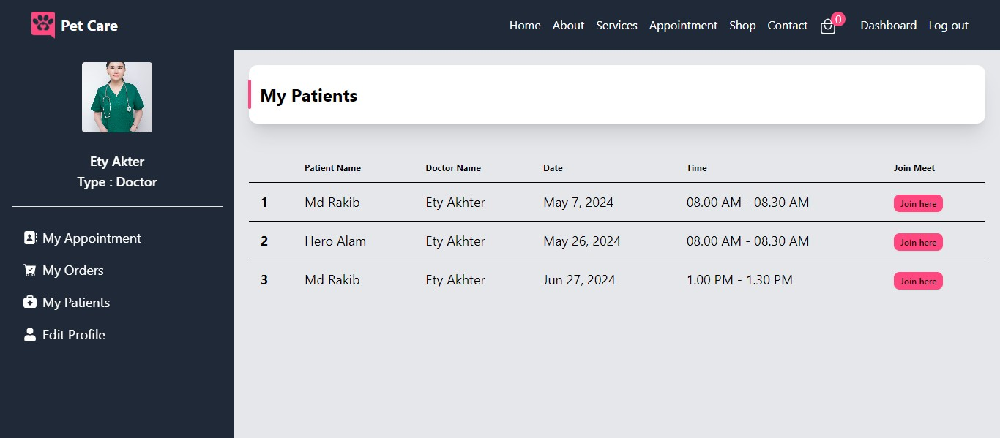 Pet Care
Home About Services Appointment Shop Contact 0 Dashboard Log out
Ety Akter
Type : Doctor
My Appointment
My Orders
My Patients
Edit Profile
My Patients
Patient Name Doctor Name Date Time Join Meet
1 Md Rakib Ety Akhter May 7, 2024 08.00 AM - 08.30 AM Join here
2 Hero Alam Ety Akhter May 26, 2024 08.00 AM - 08.30 AM Join here
3 Md Rakib Ety Akhter Jun 27, 2024 1.00 PM - 1.30 PM Join here